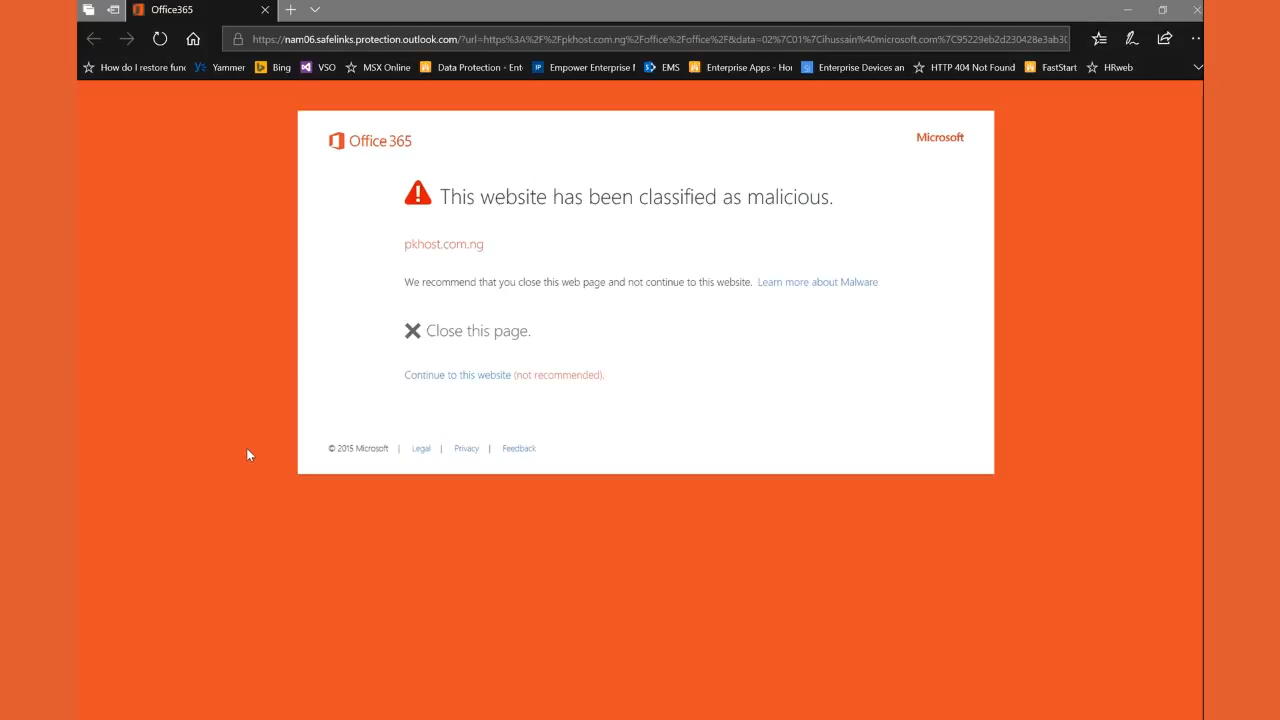 Office365
https://nam06.safelinks.protection.outlook.com/?url=https%3A%2F%2Fpkhost.com.ng%2Foffice%2Foffice%2F&data=02%7C01%7Cihussain%40microsoft.com%7C95229eb2d230428e3ab30
How do I restore func Yammer Bing VSO MSX Online Data Protection - Ent Empower Enterprise EMS Enterprise Apps - Ho Enterprise Devices an HTTP 404 Not Found FastStart HRweb
Office 365
Microsoft
This website has been classified as malicious.
pkhost.com.ng
We recommend that you close this web page and not continue to this website. Learn more about Malware
Close this page.
Continue to this website (not recommended).
© 2015 Microsoft | Legal | Privacy | Feedback